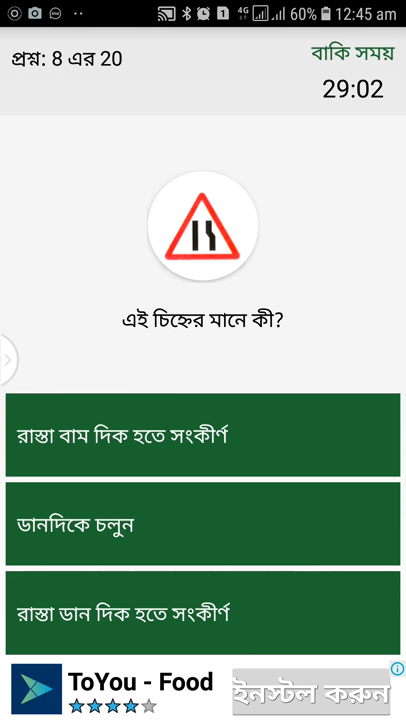 4G 60% 12:45 am
প্রশ্ন: 8 এর 20
বাকি সময়
29:02
এই চিহ্নের মানে কী?
রাস্তা বাম দিক হতে সংকীর্ণ
ডানদিকে চলুন
রাস্তা ডান দিক হতে সংকীর্ণ
ToYou - Food
ইনস্টল করুন